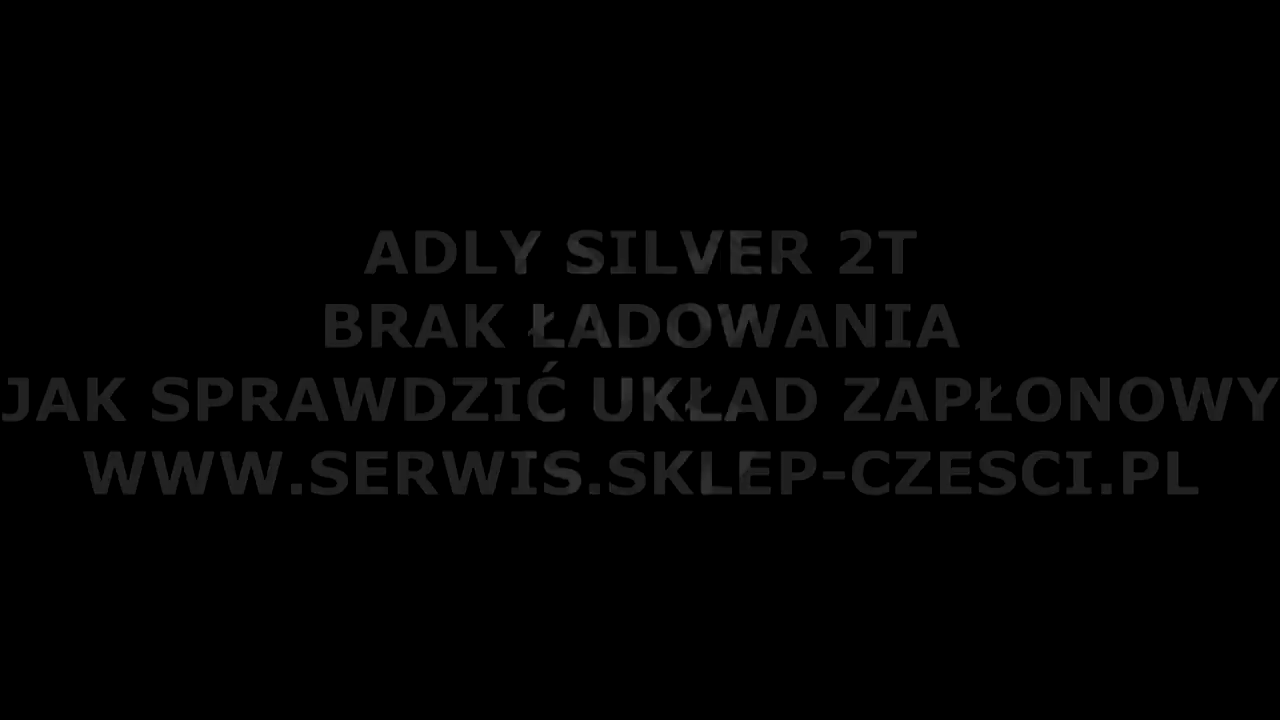 ADLY SILVER 2T
BRAK ŁADOWANIA
JAK SPRAWDZIĆ UKŁAD ZAPŁONOWY
WWW.SERWIS.SKLEP-CZESCI.PL